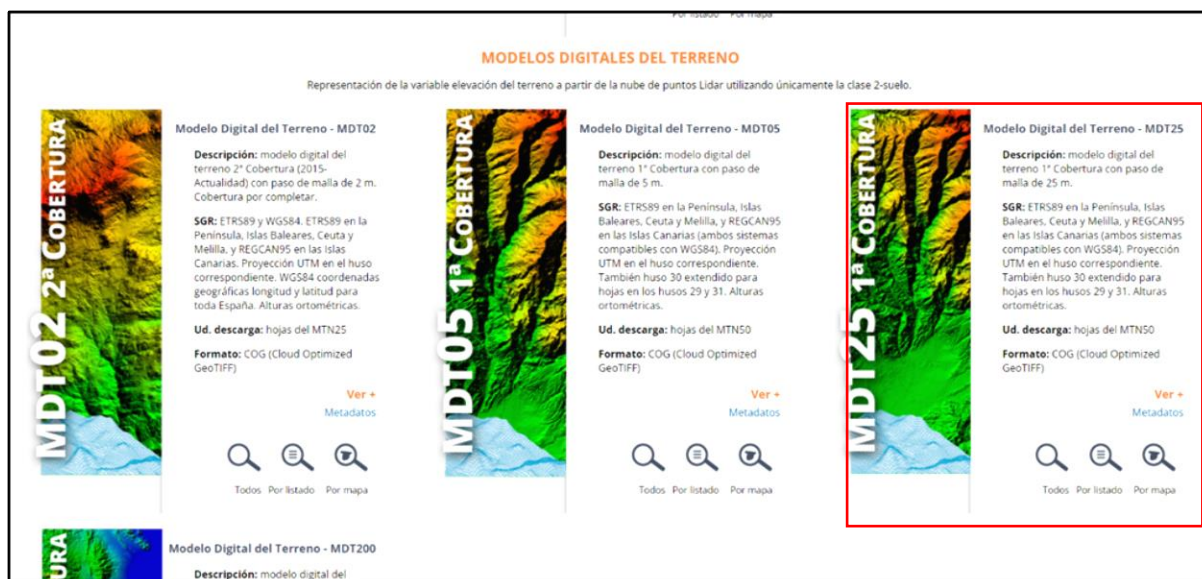 Por listado Por mapa
MODELOS DIGITALES DEL TERRENO
Representación de la variable elevación del terreno a partir de la nube de puntos Lidar utilizando únicamente la clase 2-suelo.
MDT02 2ª COBERTURA
Modelo Digital del Terreno - MDT02
Descripción: modelo digital del
terreno 2ª Cobertura (2015-
Actualidad) con paso de malla de 2 m.
Cobertura por completar.
SGR: ETRS89 y WGS84. ETRS89 en la
Península, Islas Baleares, Ceuta y
Melilla, y REGCAN95 en las Islas
Canarias. Proyección UTM en el huso
correspondiente. WGS84 coordenadas
geográficas longitud y latitud para
toda España. Alturas ortométricas.
Ud. descarga: hojas del MTN25
Formato: COG (Cloud Optimized
GeoTIFF)
Ver +
Metadatos
Todos Por listado Por mapa
MDT05 1ª COBERTURA
Modelo Digital del Terreno - MDT05
Descripción: modelo digital del
terreno 1ª Cobertura con paso de
malla de 5 m.
SGR: ETRS89 en la Península, Islas
Baleares, Ceuta y Melilla, y REGCAN95
en las Islas Canarias (ambos sistemas
compatibles con WGS84). Proyección
UTM en el huso correspondiente.
También huso 30 extendido para
hojas en los husos 29 y 31. Alturas
ortométricas.
Ud. descarga: hojas del MTN50
Formato: COG (Cloud Optimized
GeoTIFF)
Ver +
Metadatos
Todos Por listado Por mapa
MDT25 1ª COBERTURA
Modelo Digital del Terreno - MDT25
Descripción: modelo digital del
terreno 1ª Cobertura con paso de
malla de 25 m.
SGR: ETRS89 en la Península, Islas
Baleares, Ceuta y Melilla, y REGCAN95
en las Islas Canarias (ambos sistemas
compatibles con WGS84). Proyección
UTM en el huso correspondiente.
También huso 30 extendido para
hojas en los husos 29 y 31. Alturas
ortométricas.
Ud. descarga: hojas del MTN50
Formato: COG (Cloud Optimized
GeoTIFF)
Ver +
Metadatos
Todos Por listado Por mapa
Modelo Digital del Terreno - MDT200
Descripción: modelo digital del